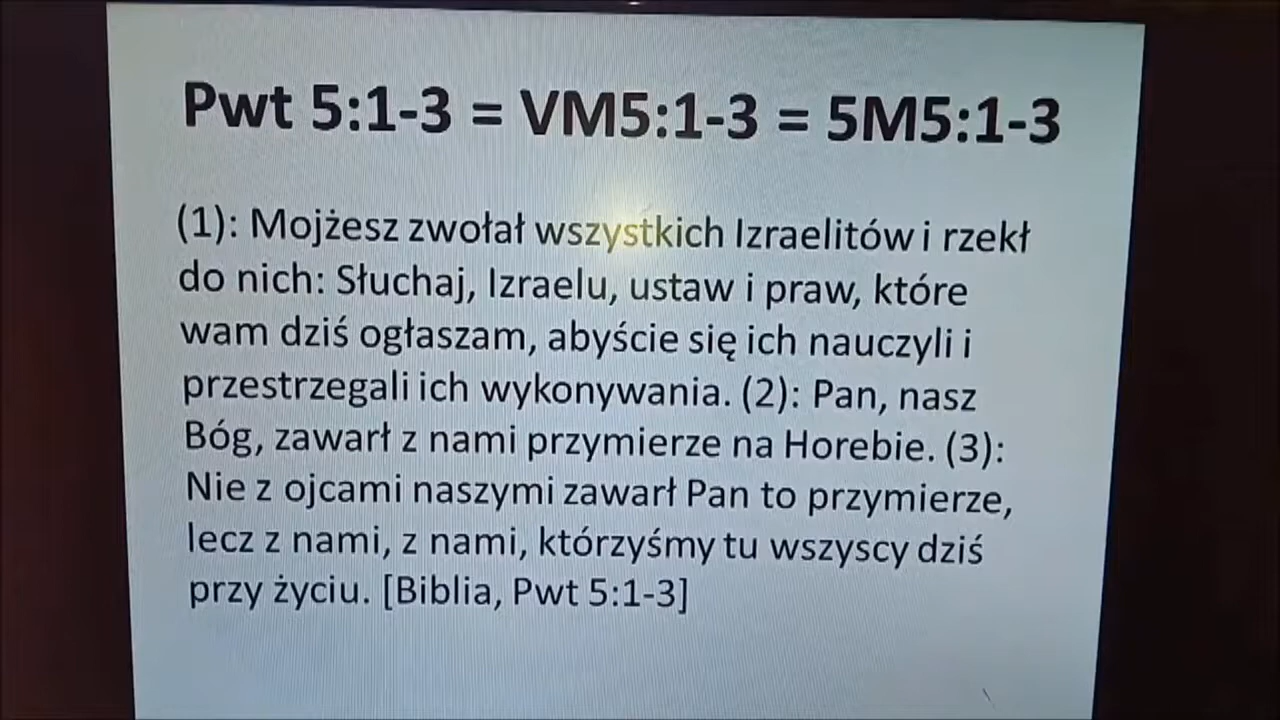 Pwt 5:1-3 = VM5:1-3 = 5M5:1-3
(1): Mojżesz zwołał wszystkich Izraelitów i rzekł
do nich: Słuchaj, Izraelu, ustaw i praw, które
wam dziś ogłaszam, abyście się ich nauczyli i
przestrzegali ich wykonywania. (2): Pan, nasz
Bóg, zawarł z nami przymierze na Horebie. (3):
Nie z ojcami naszymi zawarł Pan to przymierze,
lecz z nami, z nami, którzyśmy tu wszyscy dziś
przy życiu. [Biblia, Pwt 5:1-3]